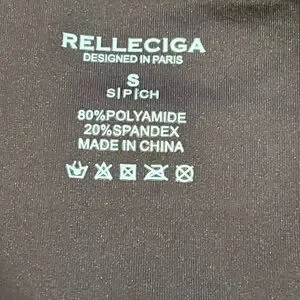 RELLECIGA
DESIGNED IN PARIS
S
S|P|CH
80%POLYAMIDE
20%SPANDEX
MADE IN CHINA